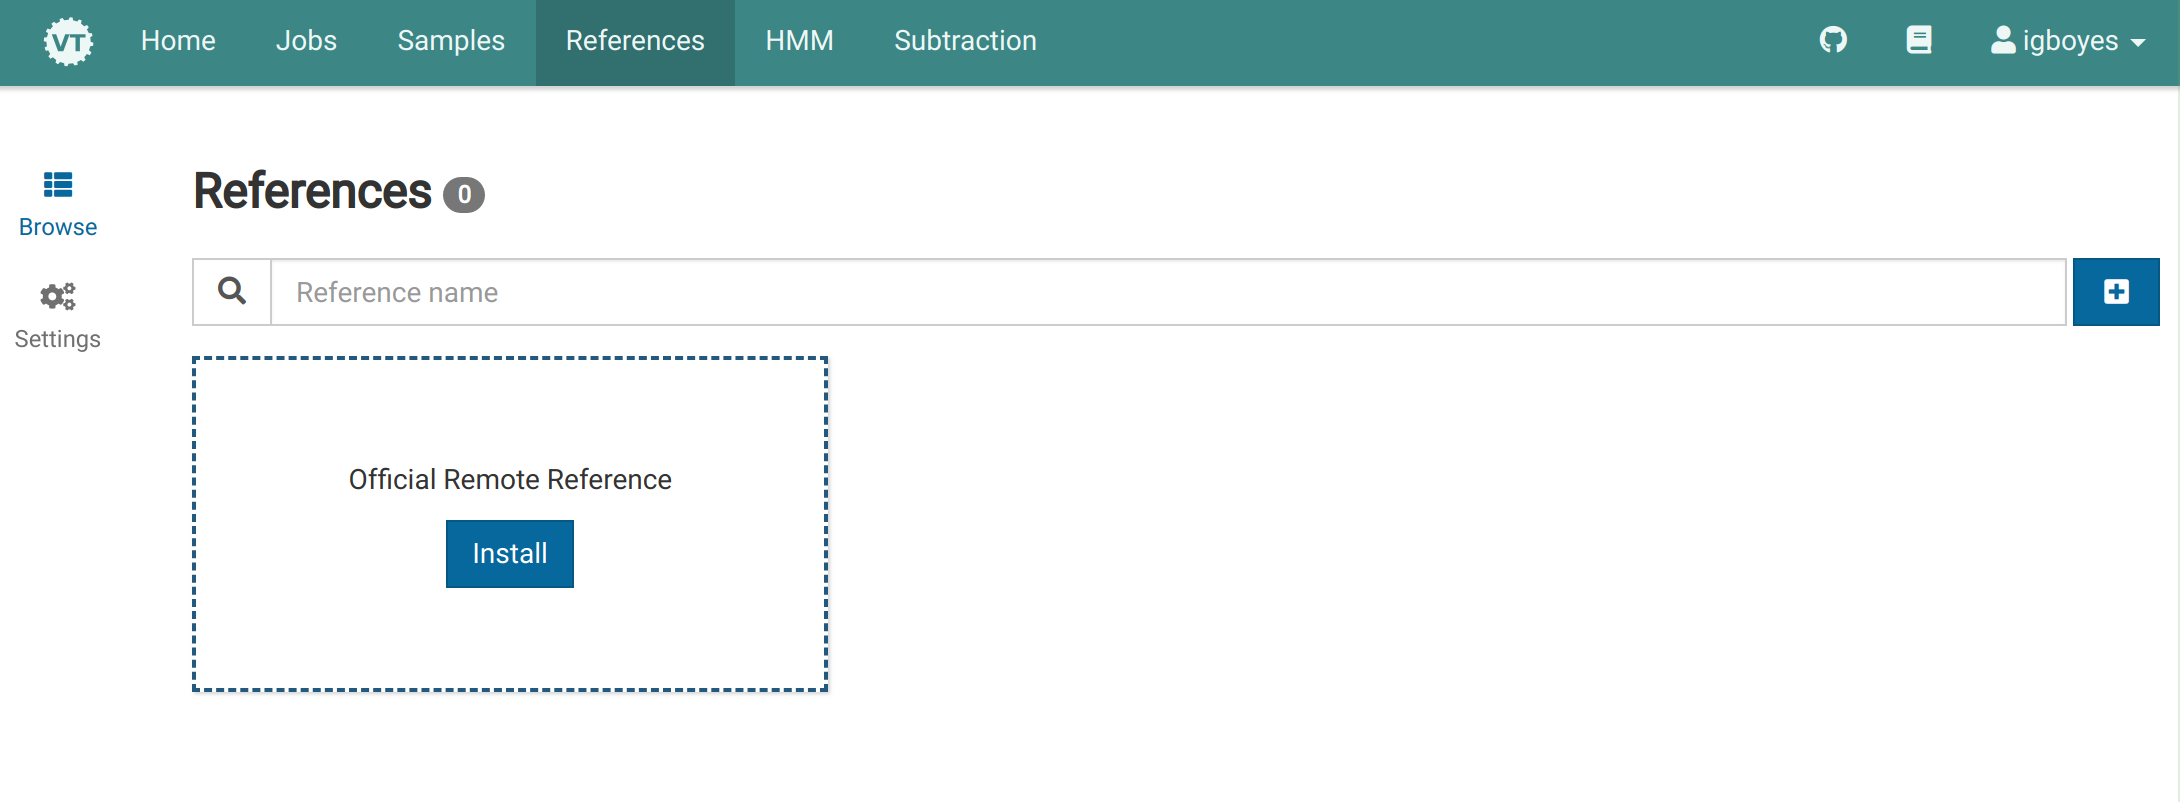 VT Home Jobs Samples References HMM Subtraction igboyes
Browse
Settings
References 0
Reference name
Official Remote Reference
Install